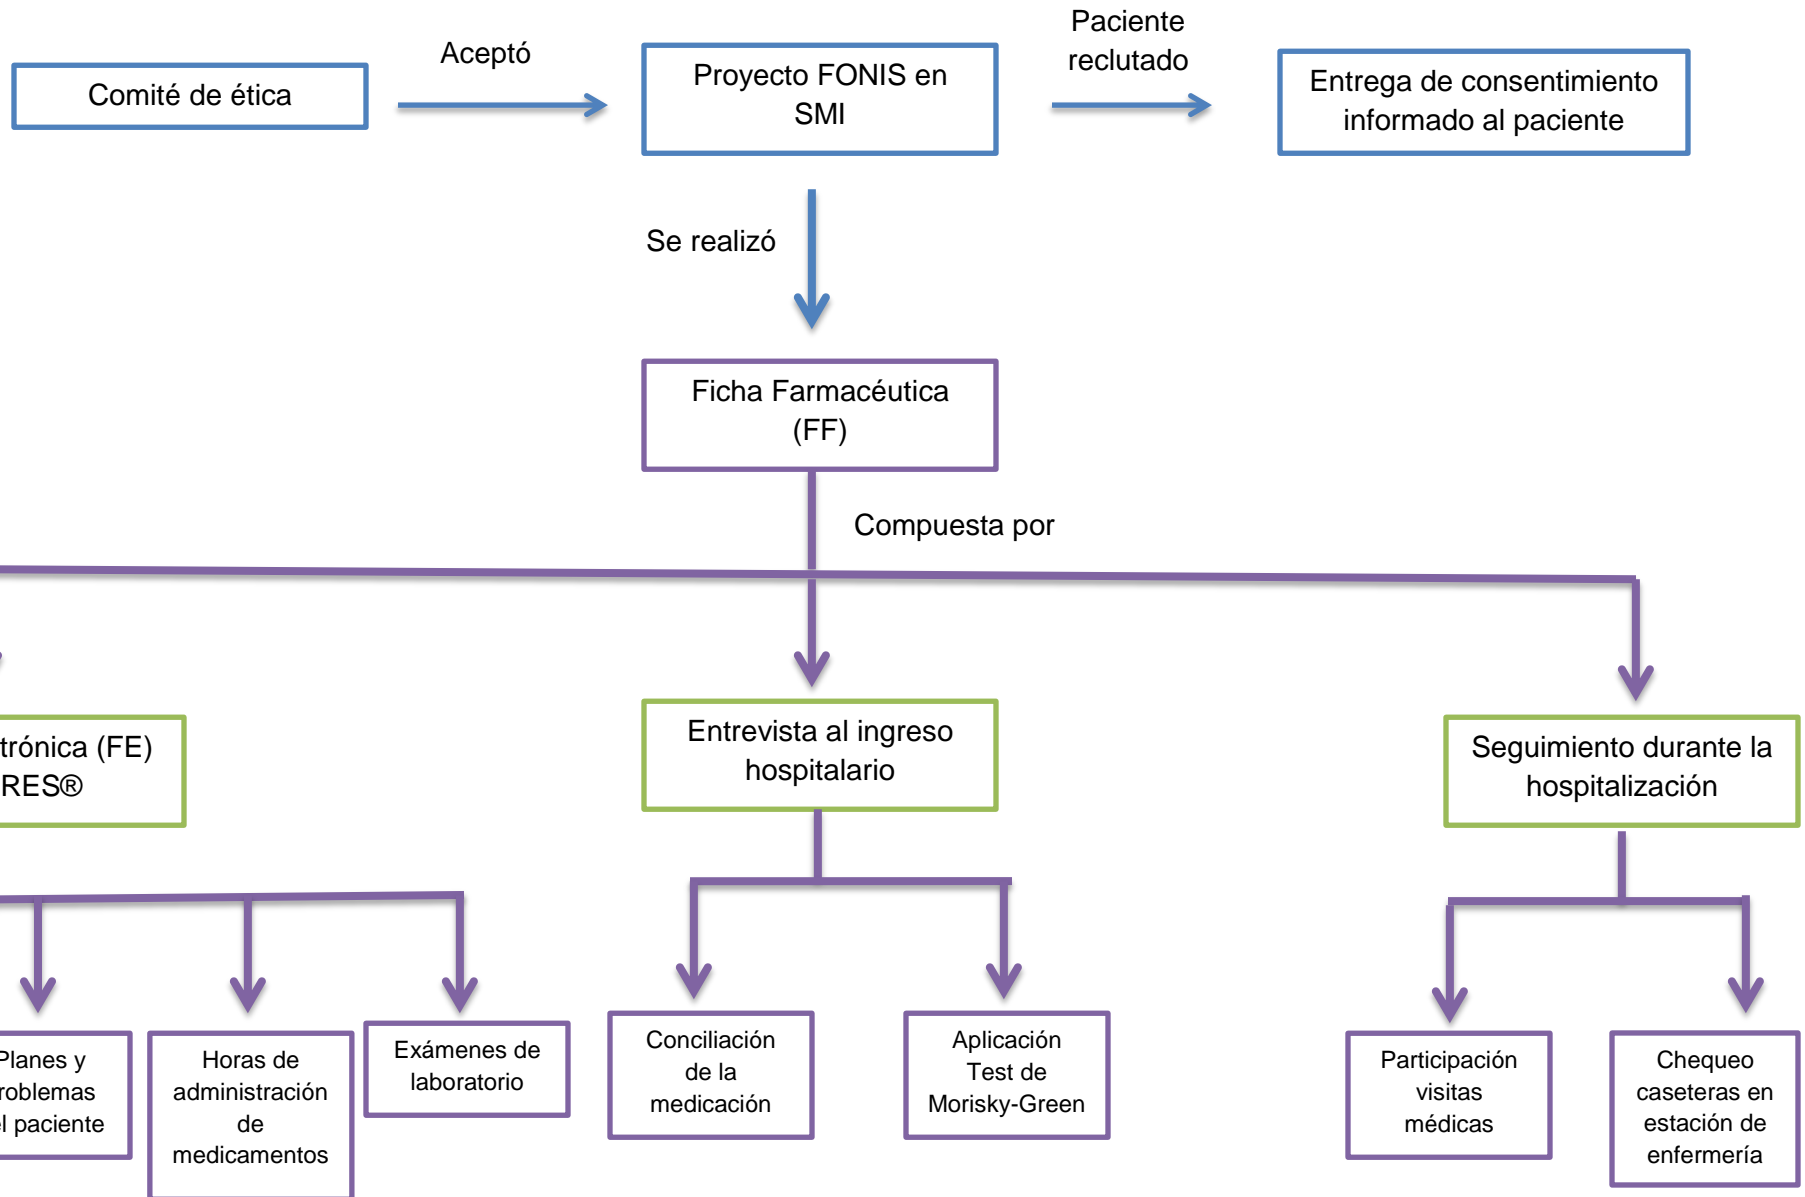 Comité de ética
Aceptó
Proyecto FONIS en
SMI
Paciente
reclutado
Entrega de consentimiento
informado al paciente
Se realizó
Ficha Farmacéutica
(FF)
Compuesta por
trónica (FE)
RES®
Entrevista al ingreso
hospitalario
Seguimiento durante la
hospitalización
Planes y
roblemas
el paciente
Horas de
administración
de
medicamentos
Exámenes de
laboratorio
Conciliación
de la
medicación
Aplicación
Test de
Morisky-Green
Participación
visitas
médicas
Chequeo
caseteras en
estación de
enfermería